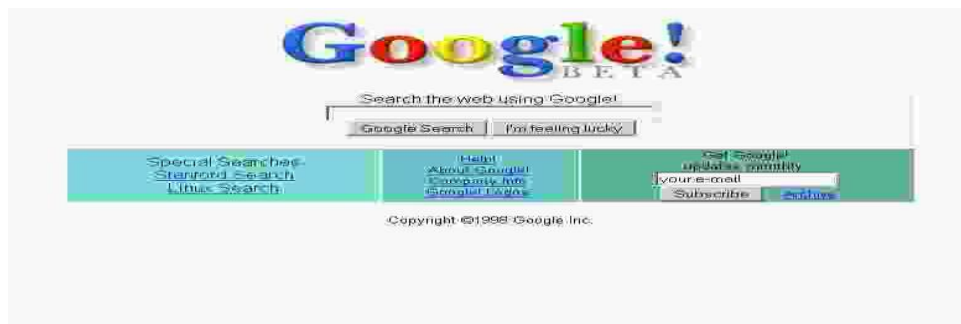 Google!
BETA
Search the web using Google!
Google Search
I'm feeling lucky
Special Searches
Stanford Search
Linux Search
Help!
About Google!
Company Info
Google! Logos
Get Google!
updates monthly
your e-mail
Subscribe
Archive
Copyright ©1998 Google Inc.